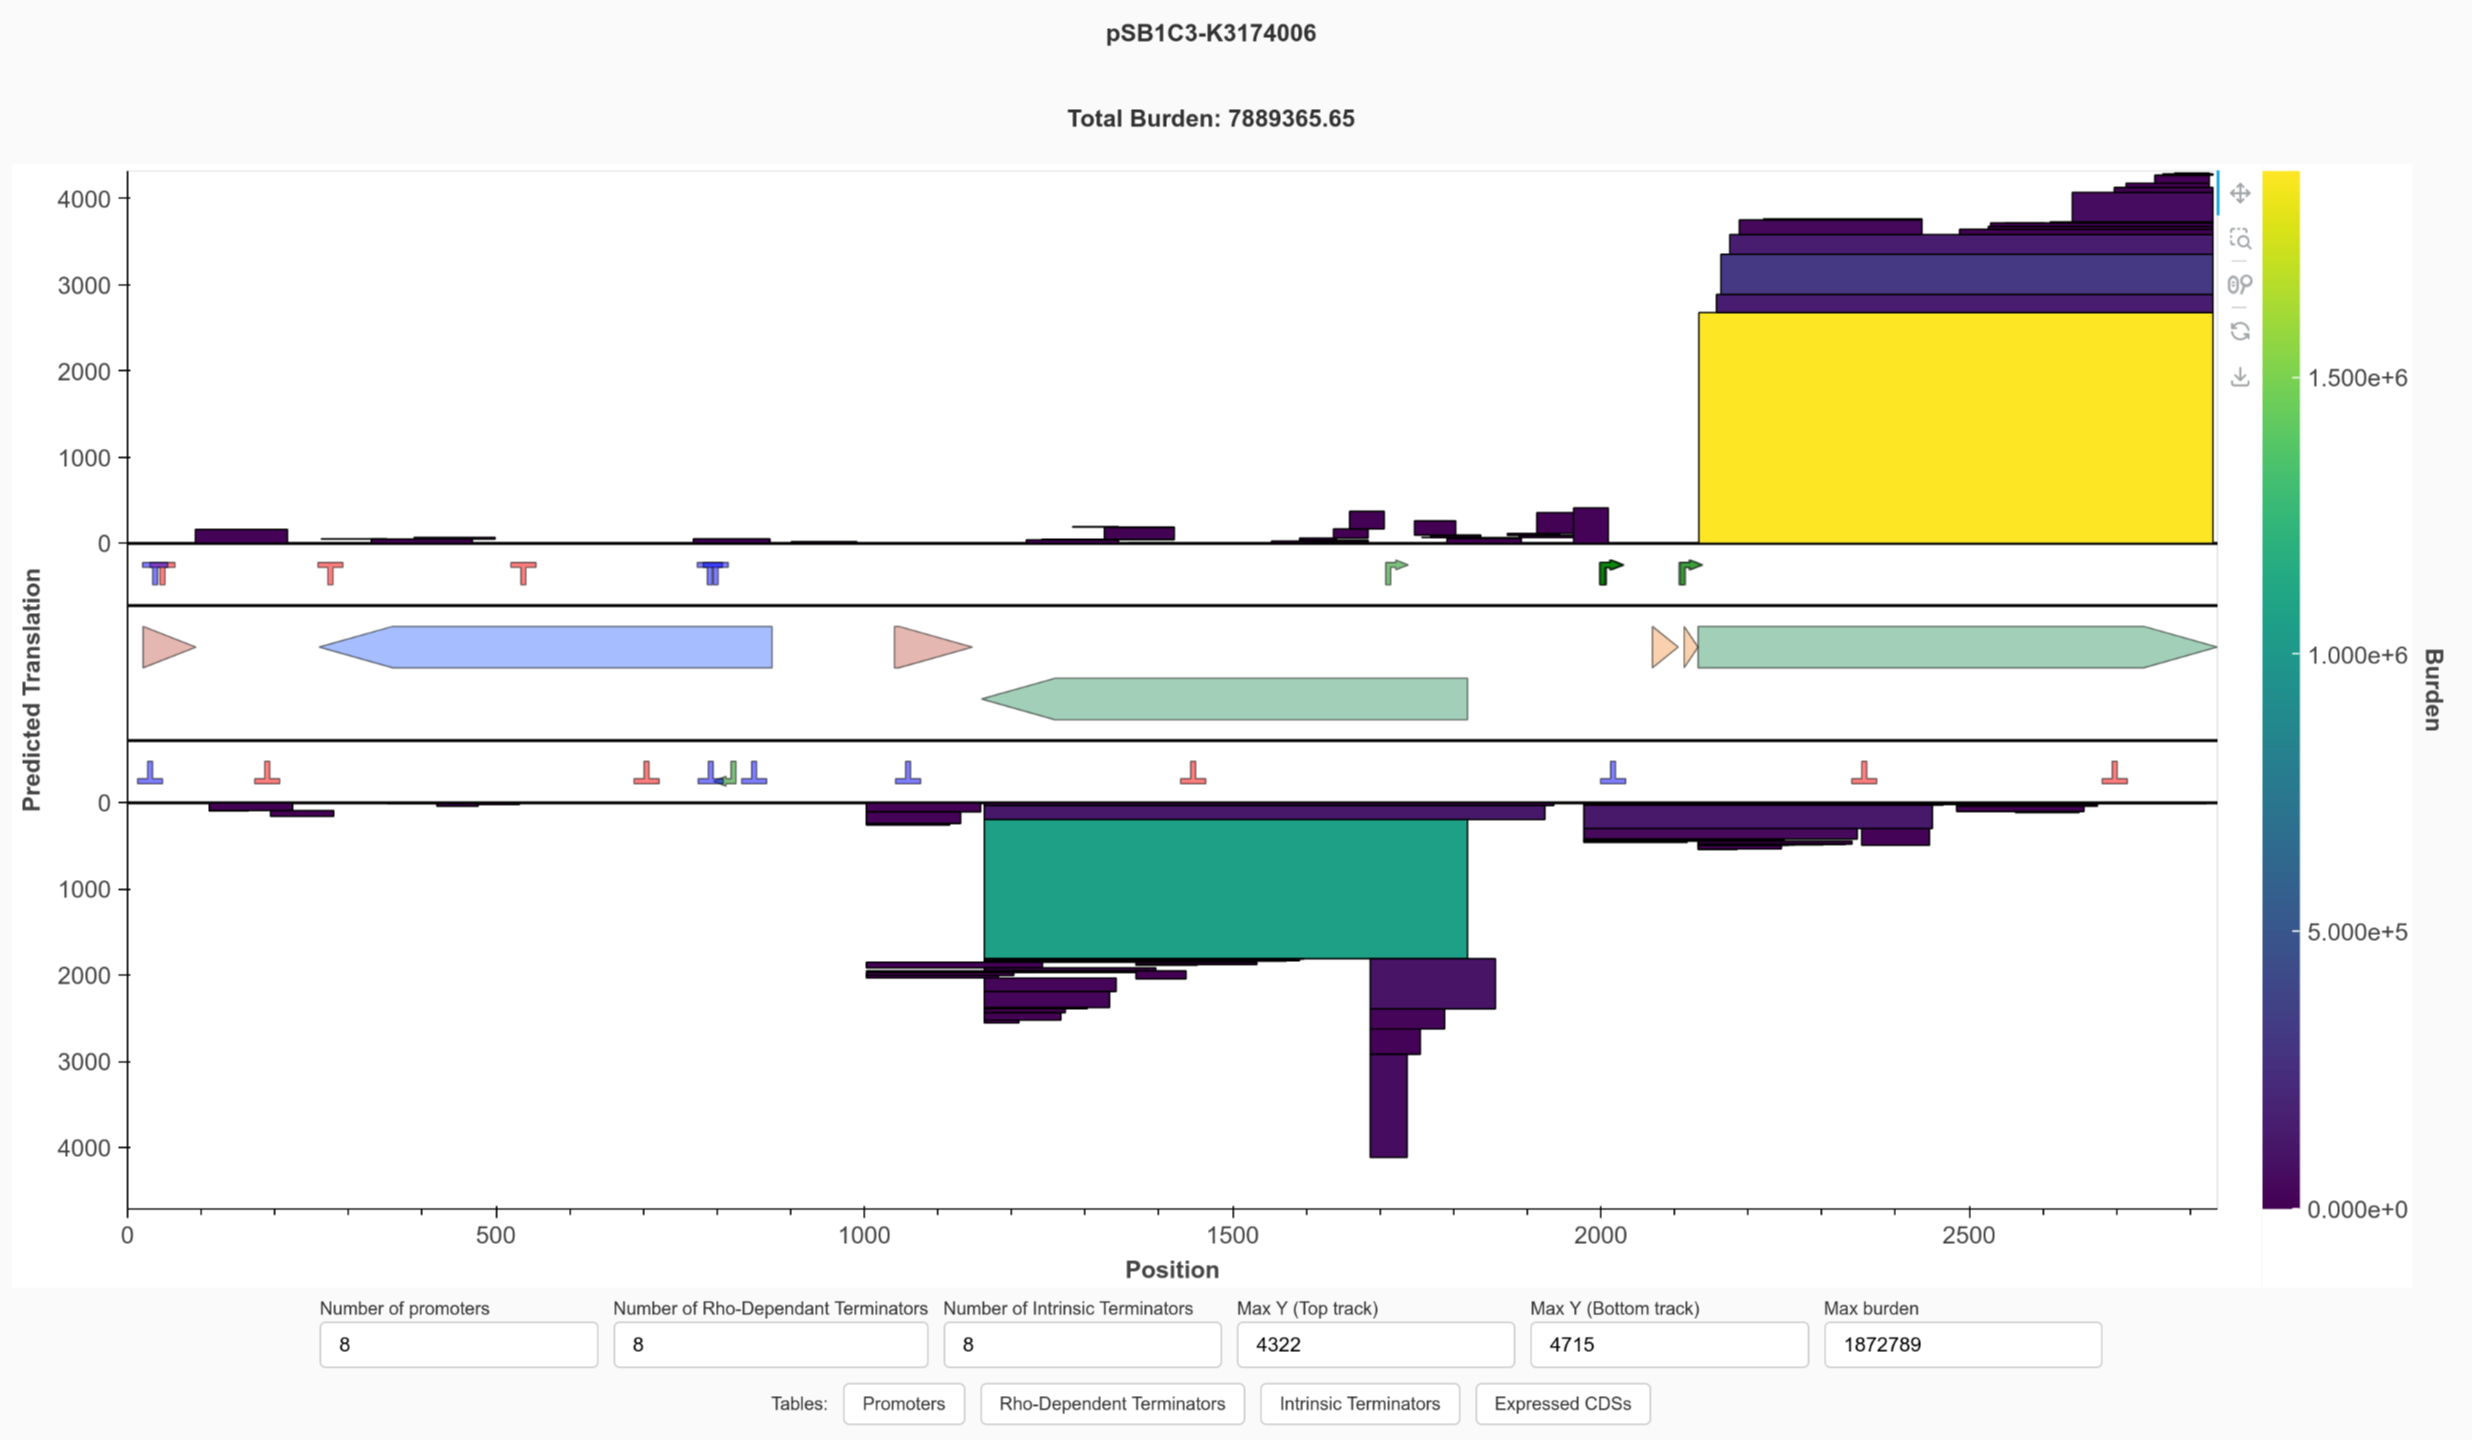 pSB1C3-K3174006
Total Burden: 7889365.65
4000
3000
2000
1000
0
Predicted Translation
0
1000
2000
3000
4000
0 500 1000 1500 2000 2500
Position
1.500e+6
1.000e+6
5.000e+5
0.000e+0
Burden
Number of promoters Number of Rho-Dependant Terminators Number of Intrinsic Terminators Max Y (Top track) Max Y (Bottom track) Max burden
8 8 8 4322 4715 1872789
Tables: Promoters Rho-Dependent Terminators Intrinsic Terminators Expressed CDSs